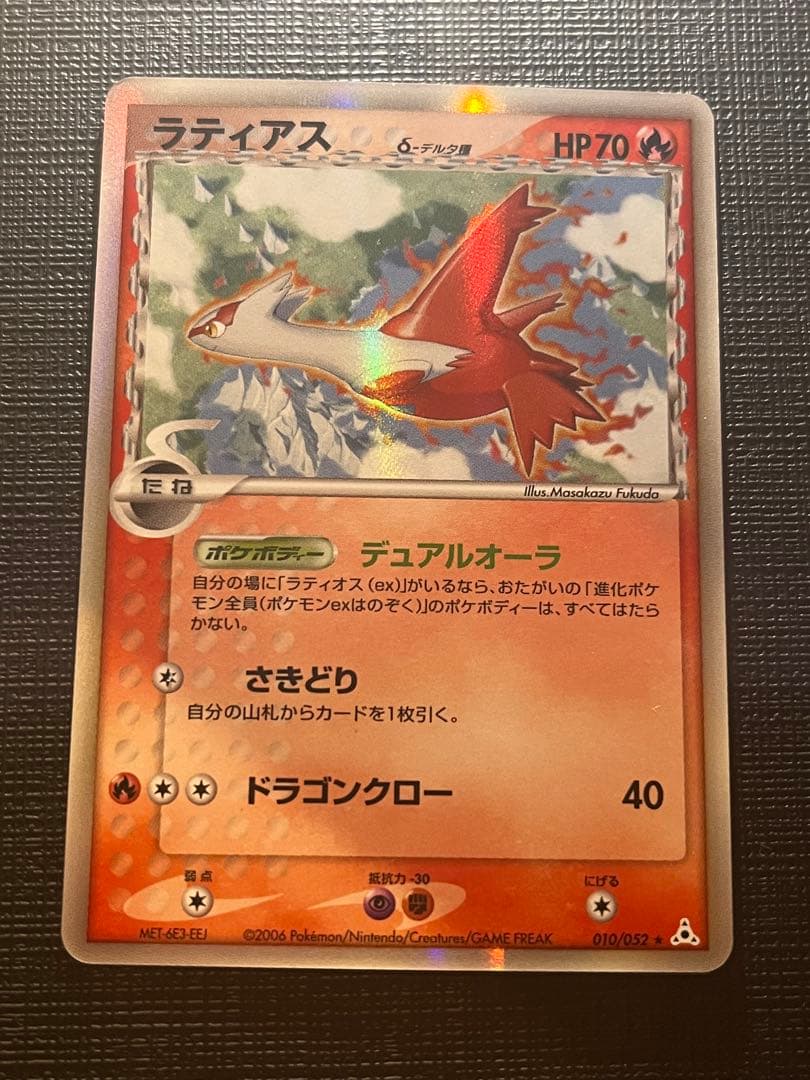 ラティアス δ-デルタ種 HP70
たね
Illus.Masakazu Fukuda
ポケボディー デュアルオーラ
自分の場に「ラティオス(ex)」がいるなら、おたがいの「進化ポケ
モン全員(ポケモンexはのぞく)」のポケボディーは、すべてはたら
かない。
さきどり
自分の山札からカードを1枚引く。
ドラゴンクロー 40
弱点 抵抗力 -30 にげる
MET-6E3-EEJ ©2006 Pokémon/Nintendo/Creatures/GAME FREAK 010/052 ★